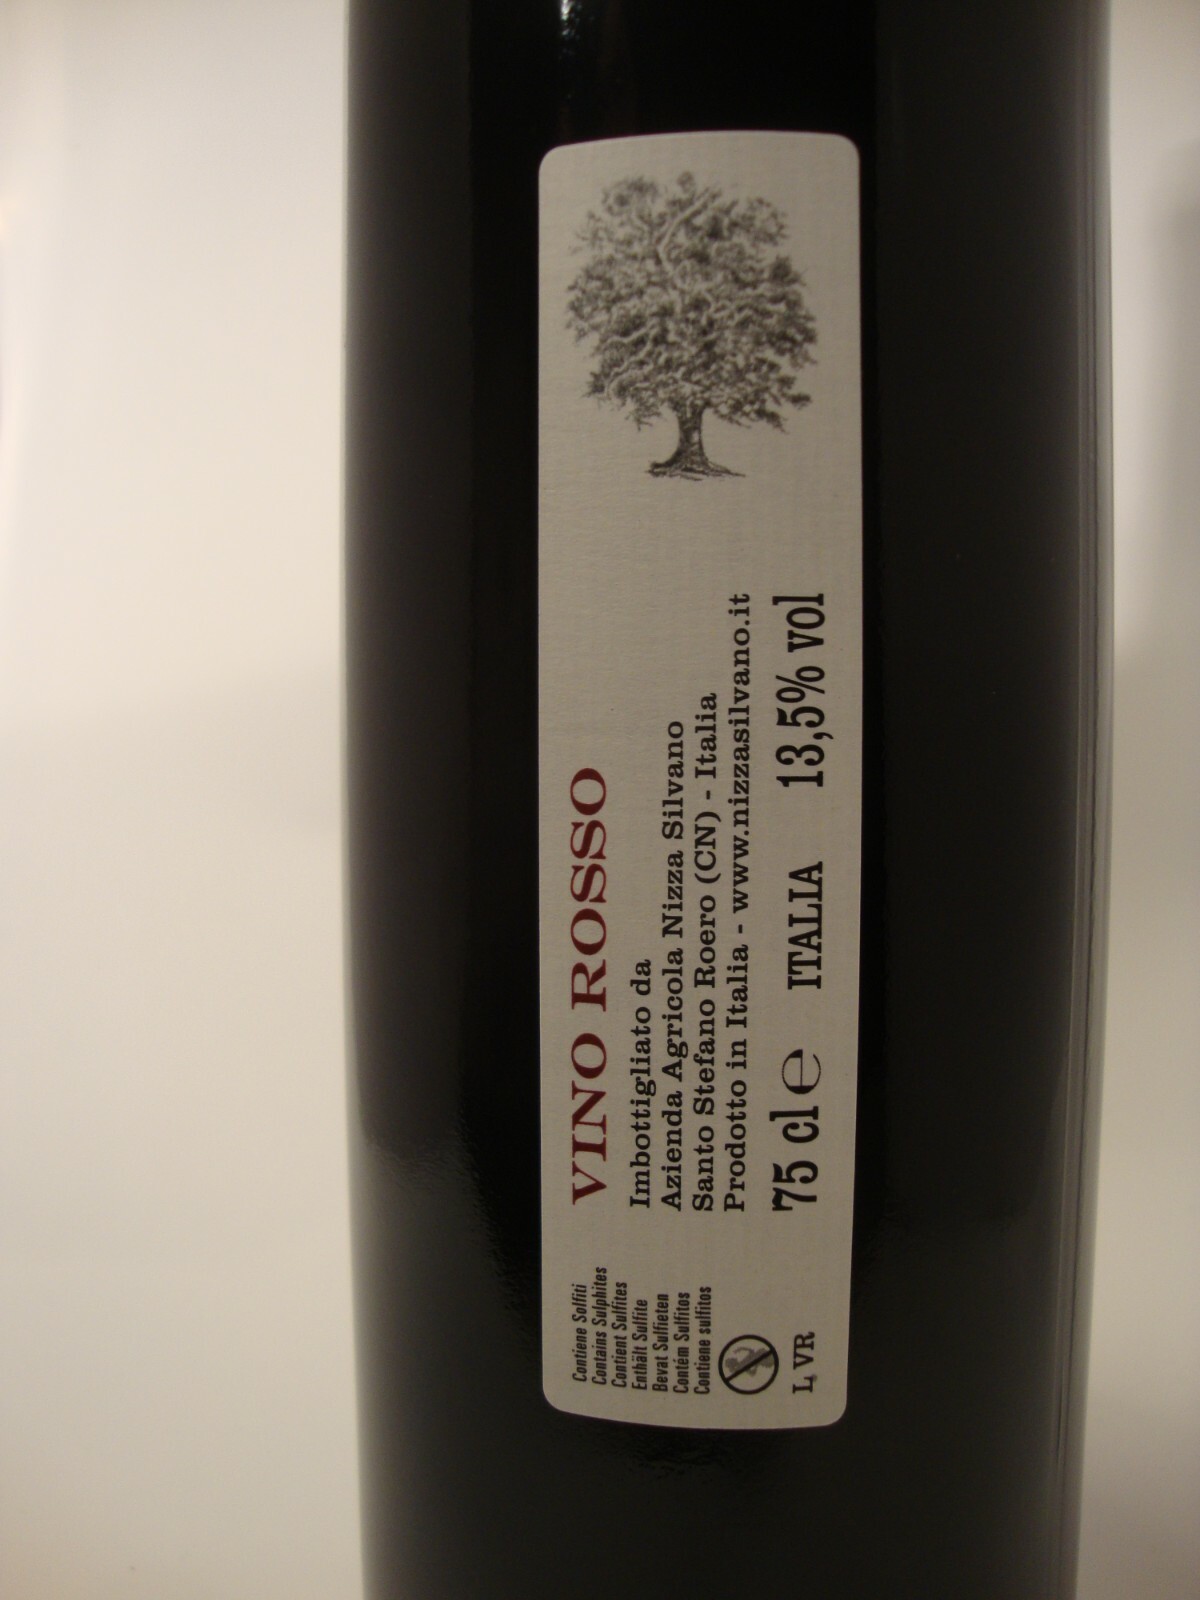 VINO ROSSO
Imbottigliato da
Azienda Agricola Nizza Silvano
Santo Stefano Roero (CN) - Italia
Prodotto in Italia - www.nizzasilvano.it
75 cl e ITALIA 13,5% vol
Contiene Solfiti
Contains Sulphites
Contient Sulfites
Enthält Sulfite
Bevat Sulfieten
Contém Sulfitos
Contiene sulfitos
L VR